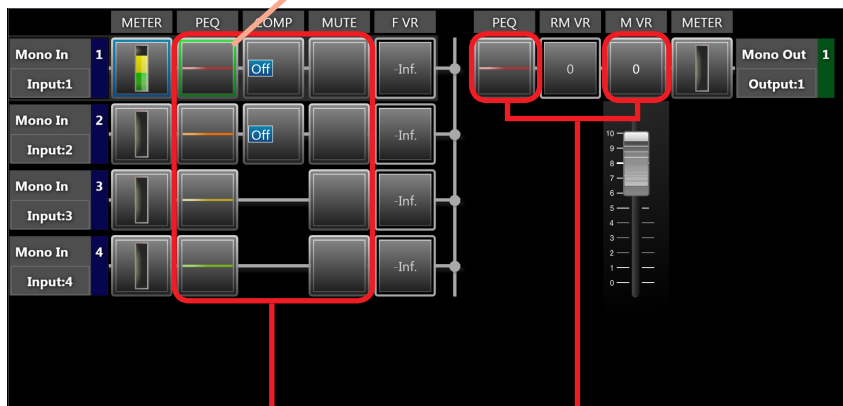 METER PEQ COMP MUTE F VR PEQ RM VR M VR METER
Mono In 1 Off -Inf. 0 0 Mono Out 1
Input:1 Output:1
Mono In 2 Off -Inf.
Input:2
10
9
8
7
6
Mono In 3 -Inf.
Input:3
5
4
3
Mono In 4 -Inf.
Input:4
2
1
0